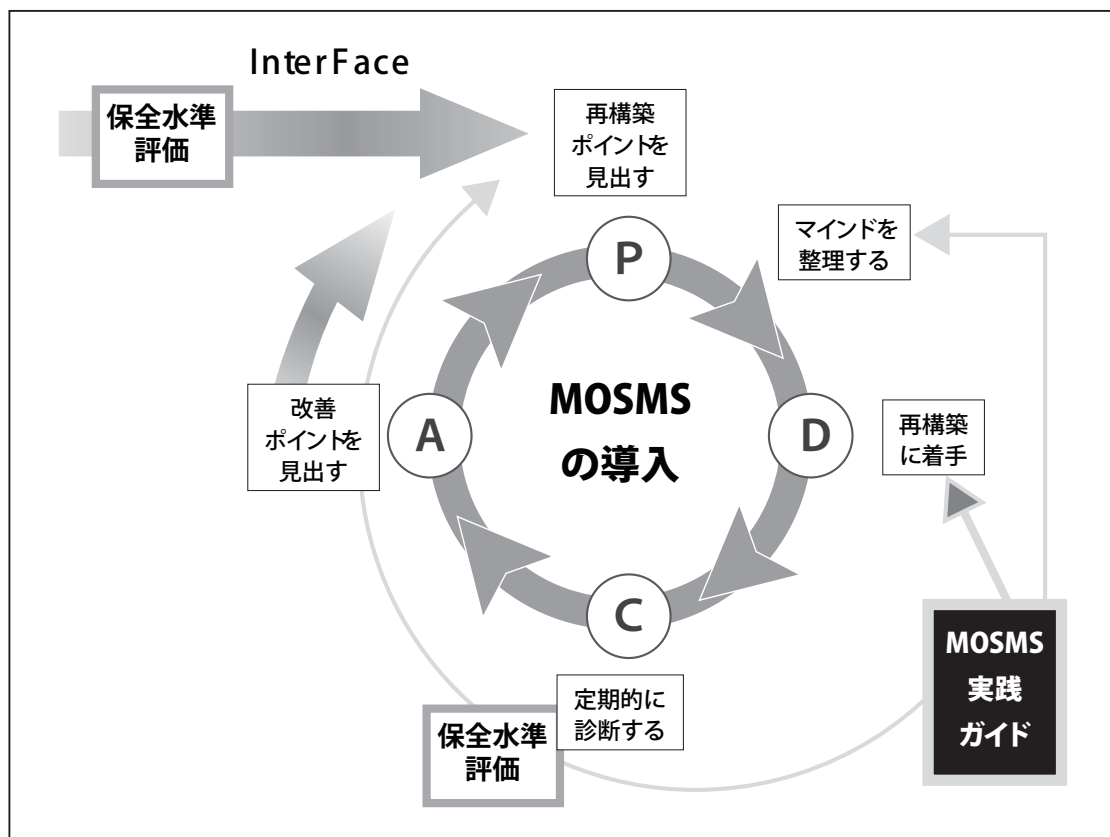 InterFace
保全水準
評価
再構築
ポイントを
見出す
マインドを
整理する
P
改善
ポイントを
見出す
A
MOSMS
の導入
D
再構築
に着手
C
定期的に
診断する
保全水準
評価
MOSMS
実践
ガイド